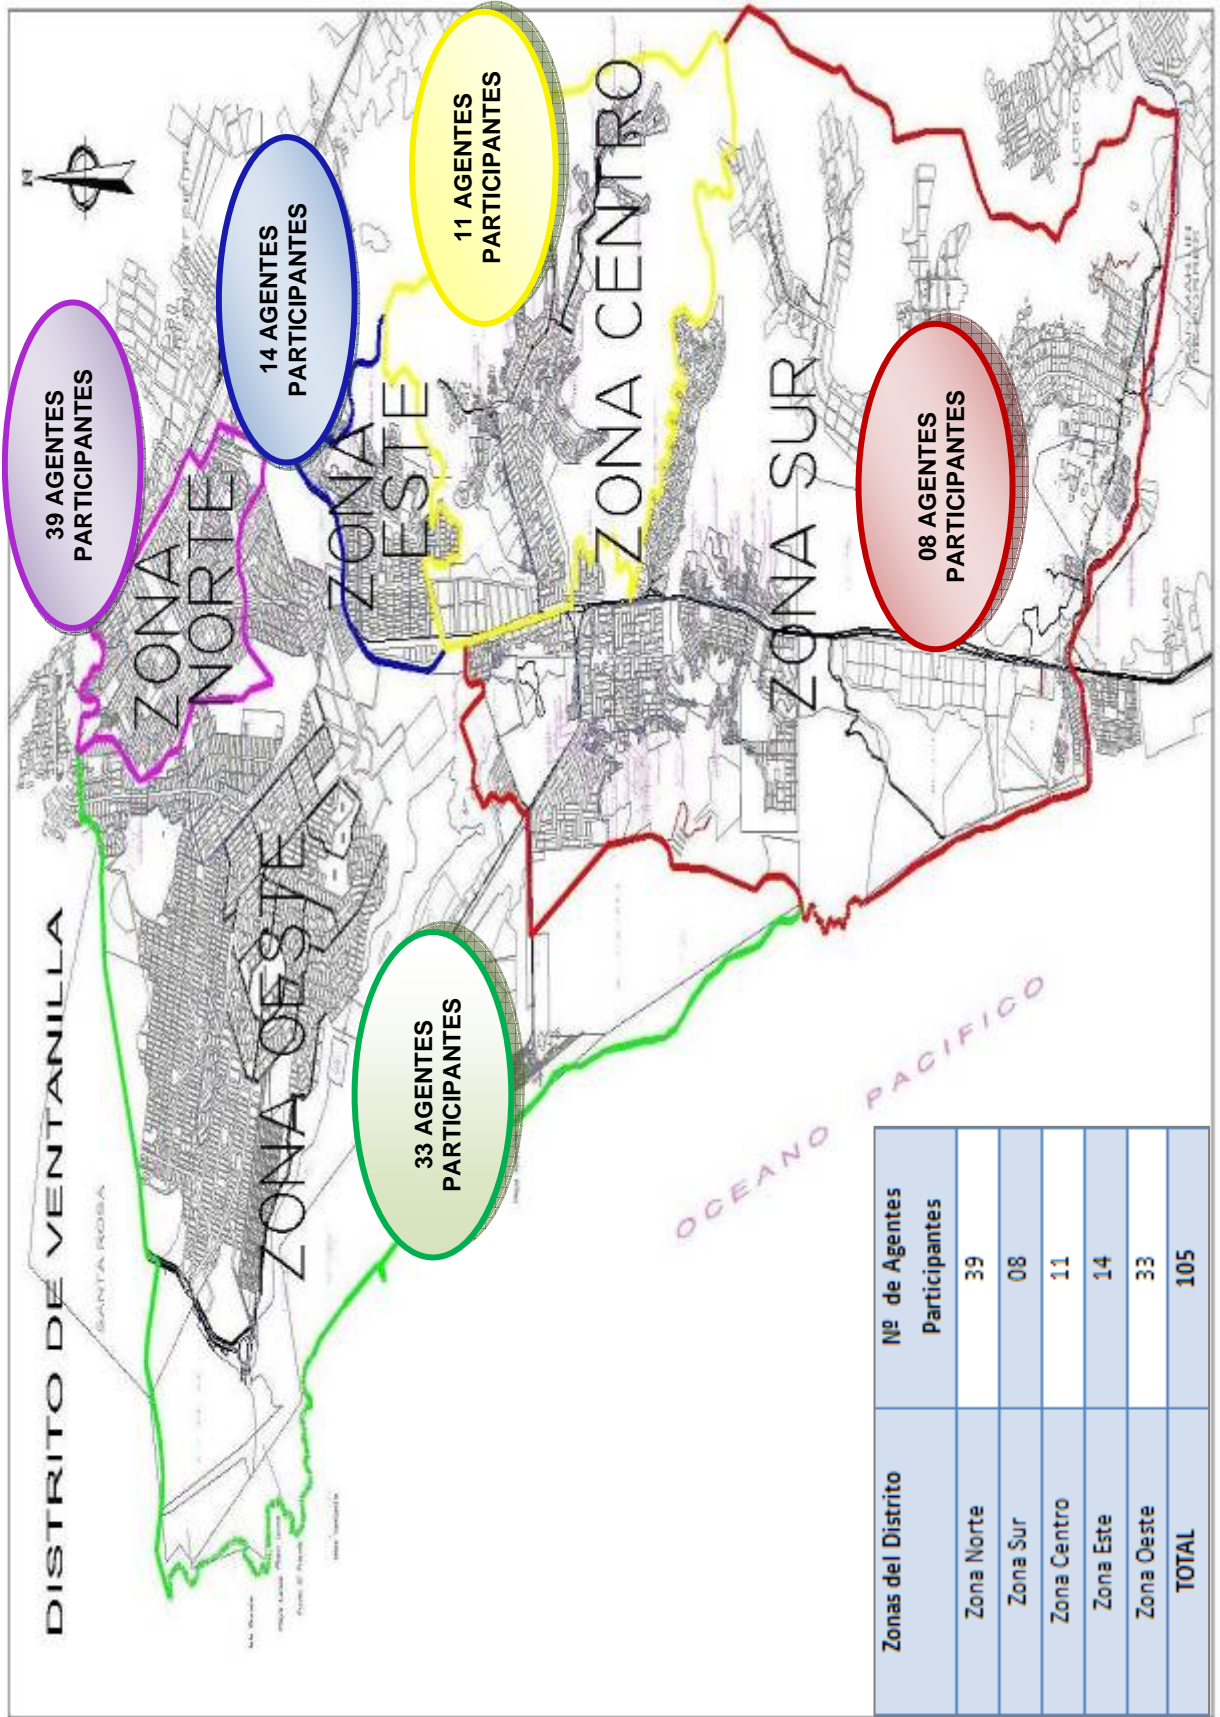 DISTRITO DE VENTANILLA
N
SANTA ROSA
39 AGENTES
PARTICIPANTES
14 AGENTES
PARTICIPANTES
11 AGENTES
PARTICIPANTES
ZONA
NORTE
ZONA
ESTE
ZONA CENTRO
ZONA OESTE
33 AGENTES
PARTICIPANTES
ZONA SUR
08 AGENTES
PARTICIPANTES
OCEANO PACIFICO
Zonas del Distrito Nº de Agentes
Participantes
Zona Norte 39
Zona Sur 08
Zona Centro 11
Zona Este 14
Zona Oeste 33
TOTAL 105